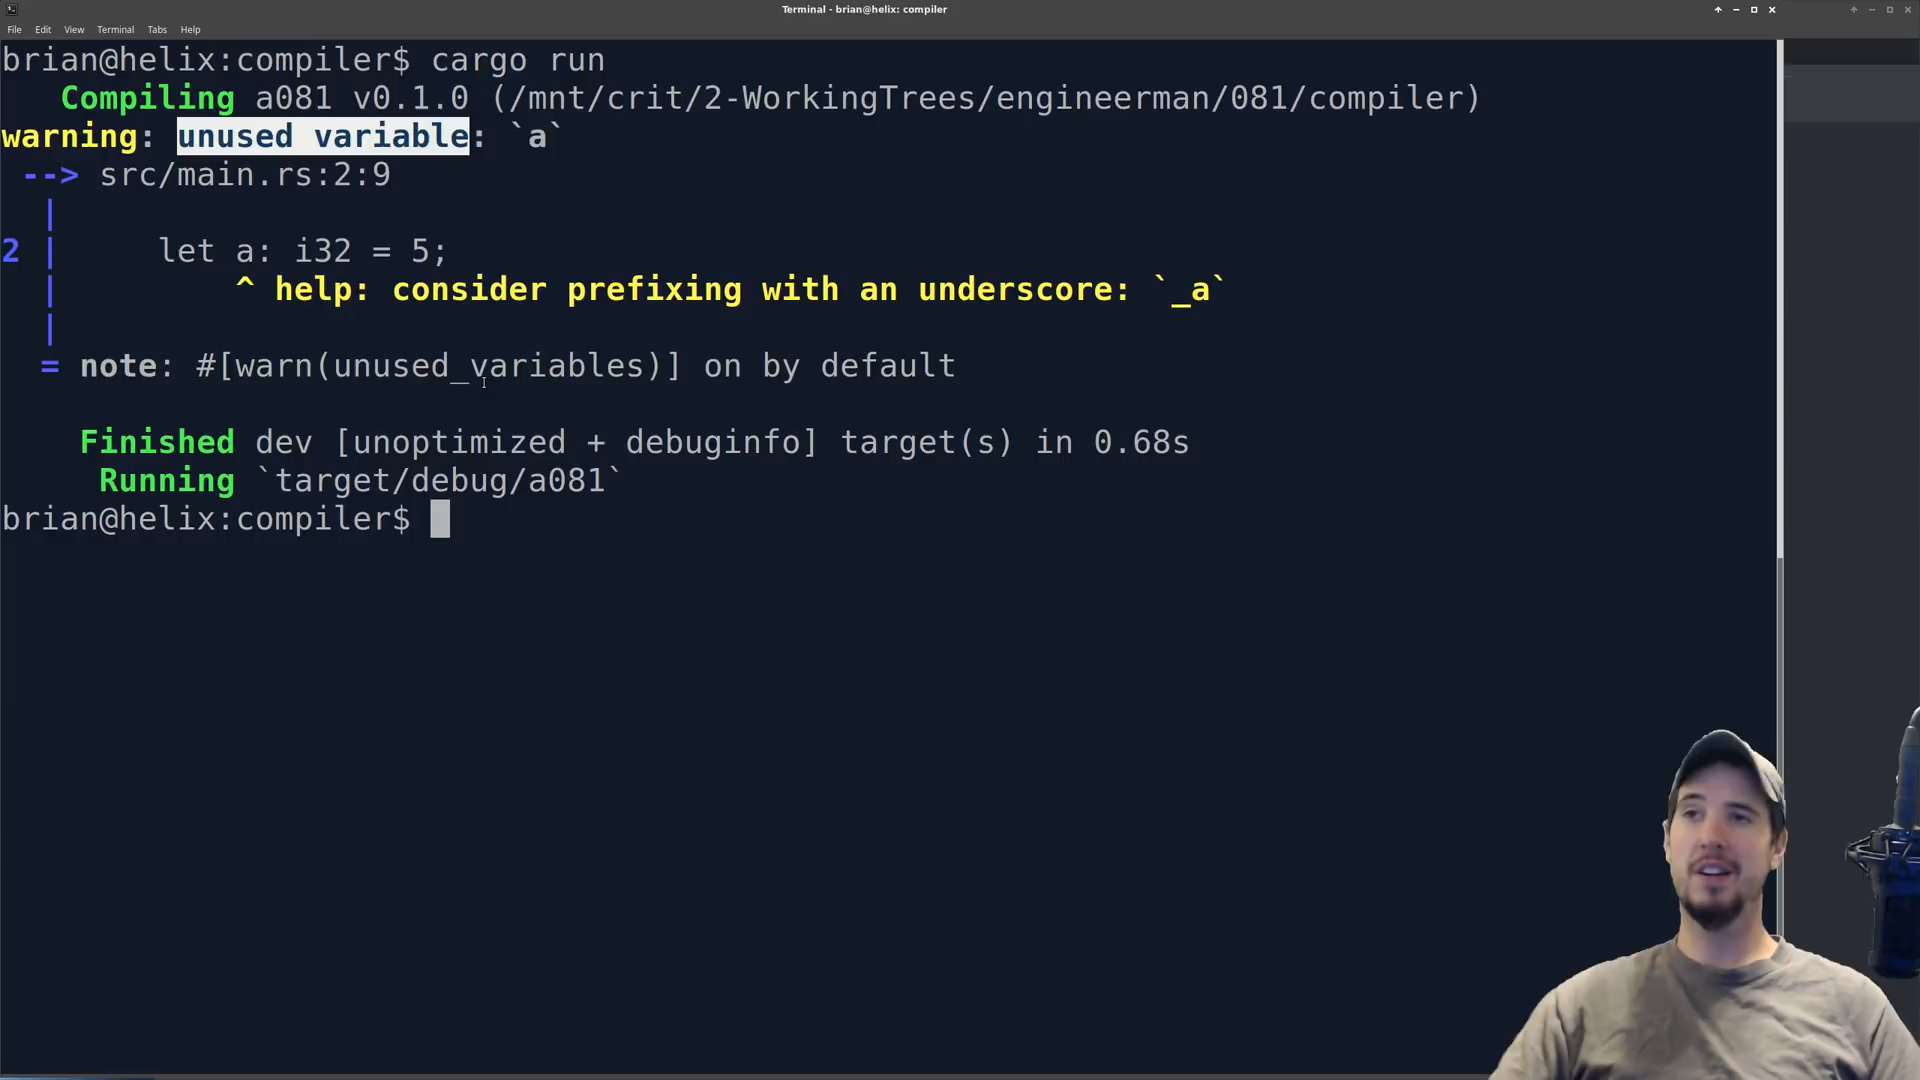 Terminal - brian@helix: compiler
File Edit View Terminal Tabs Help
brian@helix:compiler$ cargo run
Compiling a081 v0.1.0 (/mnt/crit/2-WorkingTrees/engineerman/081/compiler)
warning: unused variable: `a`
--> src/main.rs:2:9
|
2 | let a: i32 = 5;
| ^ help: consider prefixing with an underscore: `_a`
|
= note: #[warn(unused_variables)] on by default
Finished dev [unoptimized + debuginfo] target(s) in 0.68s
Running `target/debug/a081`
brian@helix:compiler$